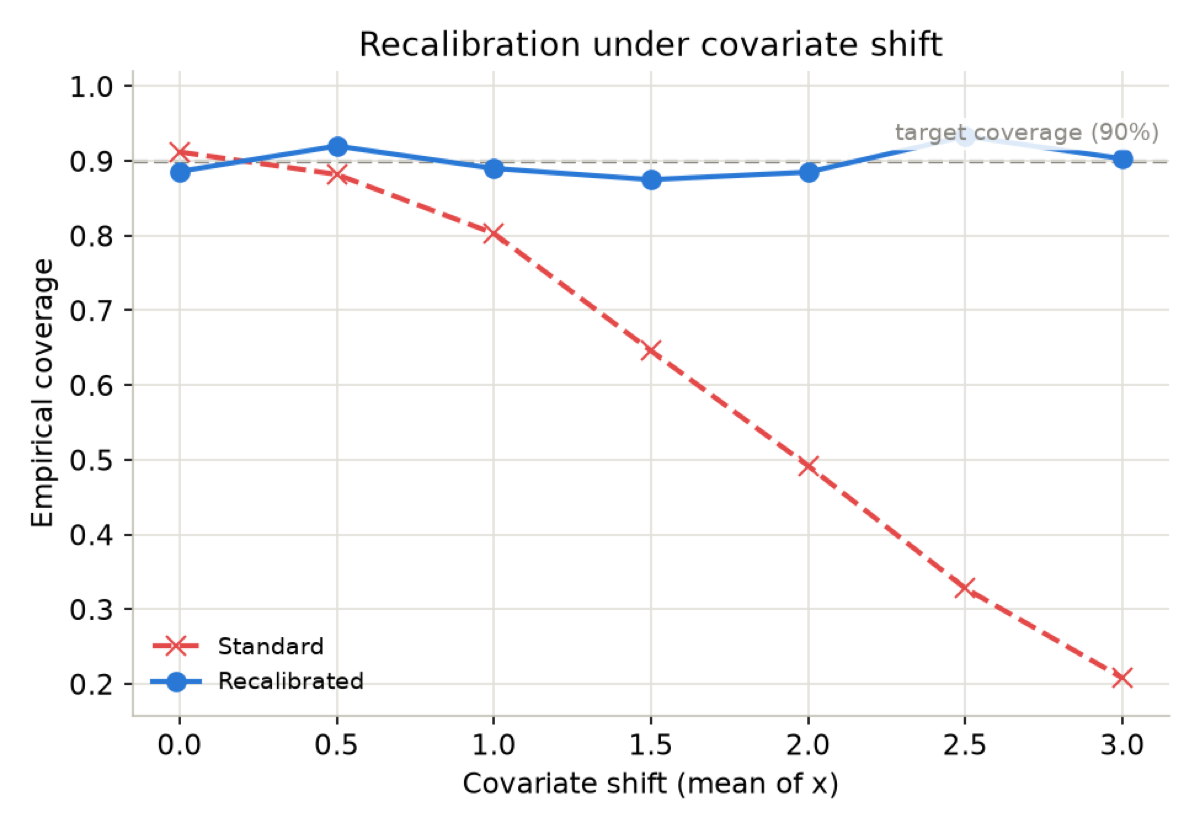 Recalibration under covariate shift
1.0
target coverage (90%)
0.9
0.8
0.7
0.6
0.5
0.4
0.3
0.2
Empirical coverage
Standard
Recalibrated
0.0 0.5 1.0 1.5 2.0 2.5 3.0
Covariate shift (mean of x)